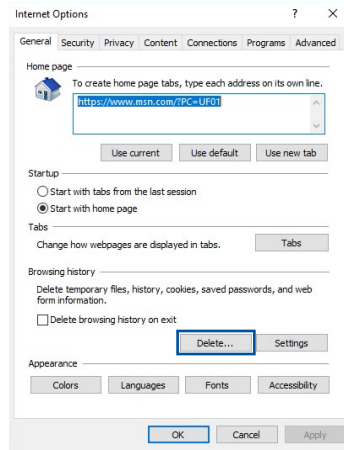 Internet Options ? X
General Security Privacy Content Connections Programs Advanced
Home page
To create home page tabs, type each address on its own line.
https://www.msn.com/?PC=UF01
Use current Use default Use new tab
Startup
Start with tabs from the last session
Start with home page
Tabs
Change how webpages are displayed in tabs. Tabs
Browsing history
Delete temporary files, history, cookies, saved passwords, and web
form information.
Delete browsing history on exit
Delete... Settings
Appearance
Colors Languages Fonts Accessibility
OK Cancel Apply